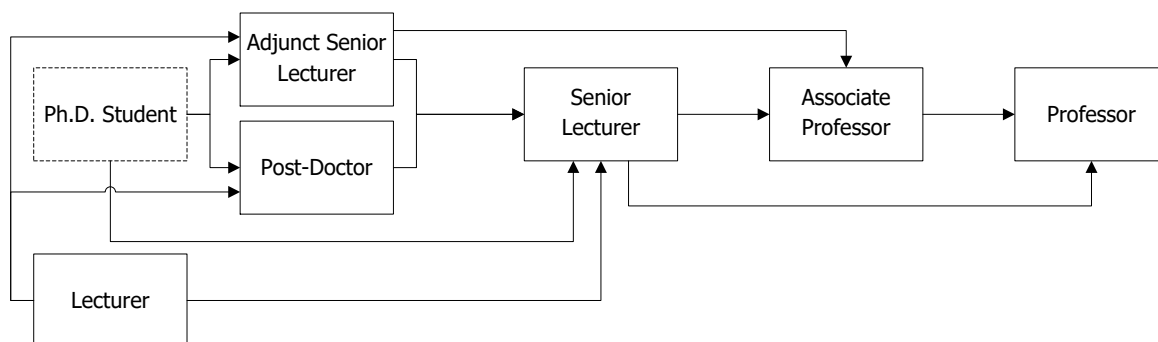 Adjunct Senior
Lecturer
Ph.D. Student
Post-Doctor
Lecturer
Senior
Lecturer
Associate
Professor
Professor